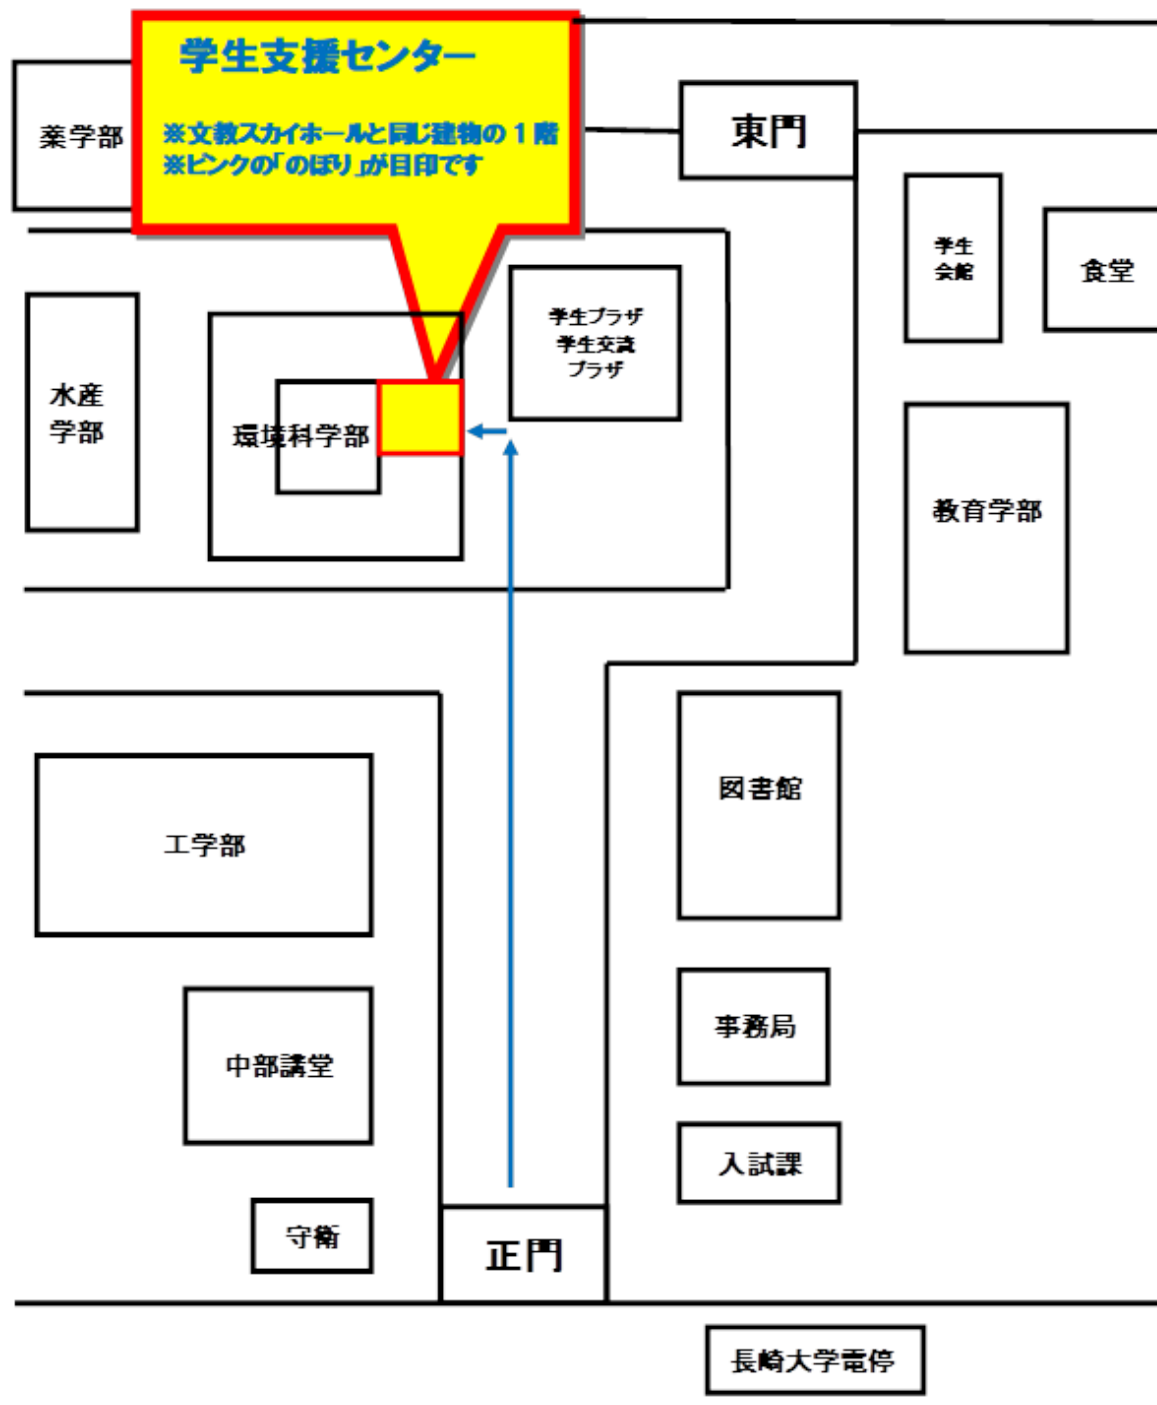 学生支援センター
※文教スカイホールと同じ建物の1階
※ピンクの「のぼり」が目印です
薬学部
東門
学生
会館
食堂
学生プラザ
学生交流
プラザ
水産
学部
環境科学部
教育学部
図書館
工学部
事務局
中部講堂
入試課
守衛
正門
長崎大学電停